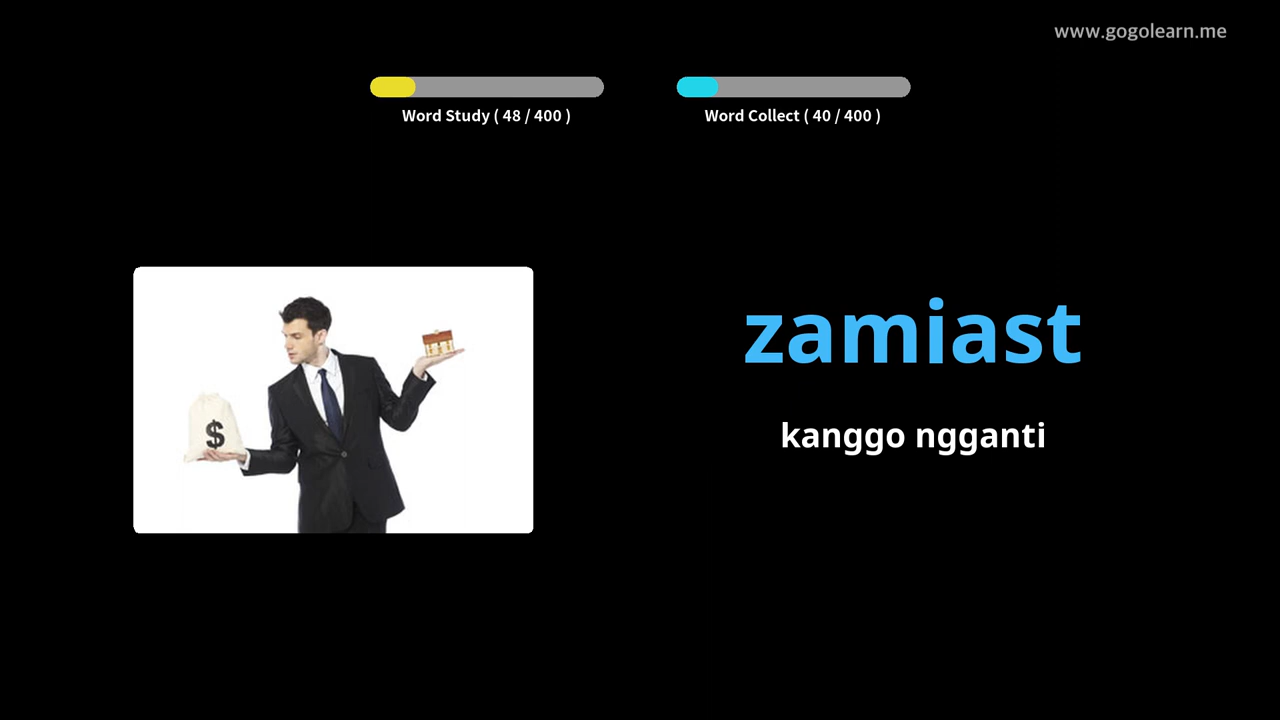 www.gogolearn.me
Word Study ( 48 / 400 )
Word Collect ( 40 / 400 )
$
zamiast
kanggo ngganti